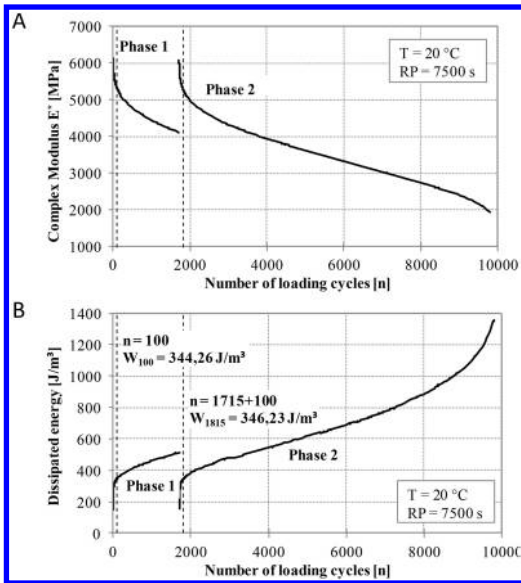 A
7000
6000
5000
4000
3000
2000
1000
Complex Modulus E* [MPa]
Phase 1
Phase 2
T = 20 °C
RP = 7500 s
0
2000
4000
6000
8000
10000
Number of loading cycles [n]
B
1400
1200
1000
800
600
400
200
0
Dissipated energy [J/m³]
n = 100
W100 = 344,26 J/m³
n = 1715+100
W1815 = 346,23 J/m³
Phase 1
Phase 2
T = 20 °C
RP = 7500 s
0
2000
4000
6000
8000
10000
Number of loading cycles [n]